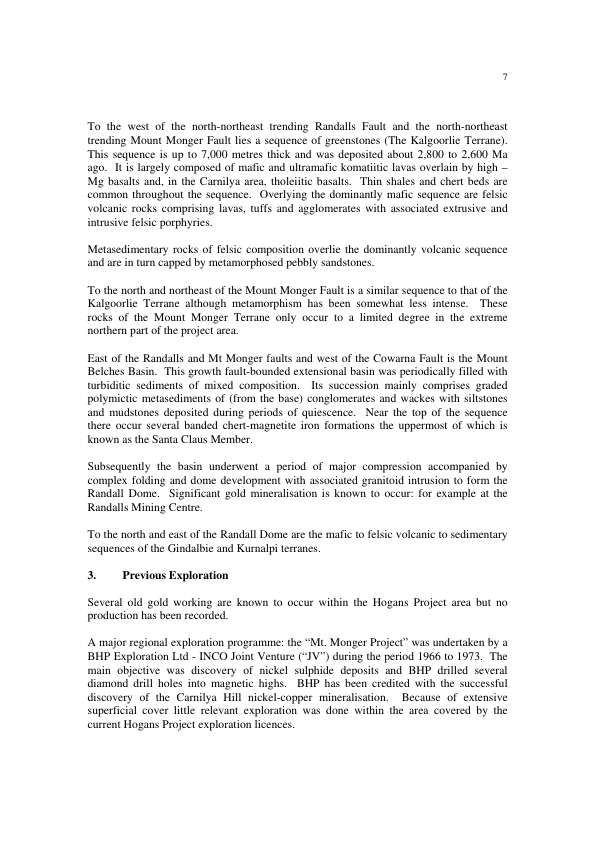 7
To the west of the north-northeast trending Randalls Fault and the north-northeast
trending Mount Monger Fault lies a sequence of greenstones (The Kalgoorlie Terrane).
This sequence is up to 7,000 metres thick and was deposited about 2,800 to 2,600 Ma
ago. It is largely composed of mafic and ultramafic komatiitic lavas overlain by high –
Mg basalts and, in the Carnilya area, tholeiitic basalts. Thin shales and chert beds are
common throughout the sequence. Overlying the dominantly mafic sequence are felsic
volcanic rocks comprising lavas, tuffs and agglomerates with associated extrusive and
intrusive felsic porphyries.
Metasedimentary rocks of felsic composition overlie the dominantly volcanic sequence
and are in turn capped by metamorphosed pebbly sandstones.
To the north and northeast of the Mount Monger Fault is a similar sequence to that of the
Kalgoorlie Terrane although metamorphism has been somewhat less intense. These
rocks of the Mount Monger Terrane only occur to a limited degree in the extreme
northern part of the project area.
East of the Randalls and Mt Monger faults and west of the Cowarna Fault is the Mount
Belches Basin. This growth fault-bounded extensional basin was periodically filled with
turbiditic sediments of mixed composition. Its succession mainly comprises graded
polymictic metasediments of (from the base) conglomerates and wackes with siltstones
and mudstones deposited during periods of quiescence. Near the top of the sequence
there occur several banded chert-magnetite iron formations the uppermost of which is
known as the Santa Claus Member.
Subsequently the basin underwent a period of major compression accompanied by
complex folding and dome development with associated granitoid intrusion to form the
Randall Dome. Significant gold mineralisation is known to occur: for example at the
Randalls Mining Centre.
To the north and east of the Randall Dome are the mafic to felsic volcanic to sedimentary
sequences of the Gindalbie and Kurnalpi terranes.
3. Previous Exploration
Several old gold working are known to occur within the Hogans Project area but no
production has been recorded.
A major regional exploration programme: the “Mt. Monger Project” was undertaken by a
BHP Exploration Ltd - INCO Joint Venture (“JV”) during the period 1966 to 1973. The
main objective was discovery of nickel sulphide deposits and BHP drilled several
diamond drill holes into magnetic highs. BHP has been credited with the successful
discovery of the Carnilya Hill nickel-copper mineralisation. Because of extensive
superficial cover little relevant exploration was done within the area covered by the
current Hogans Project exploration licences.